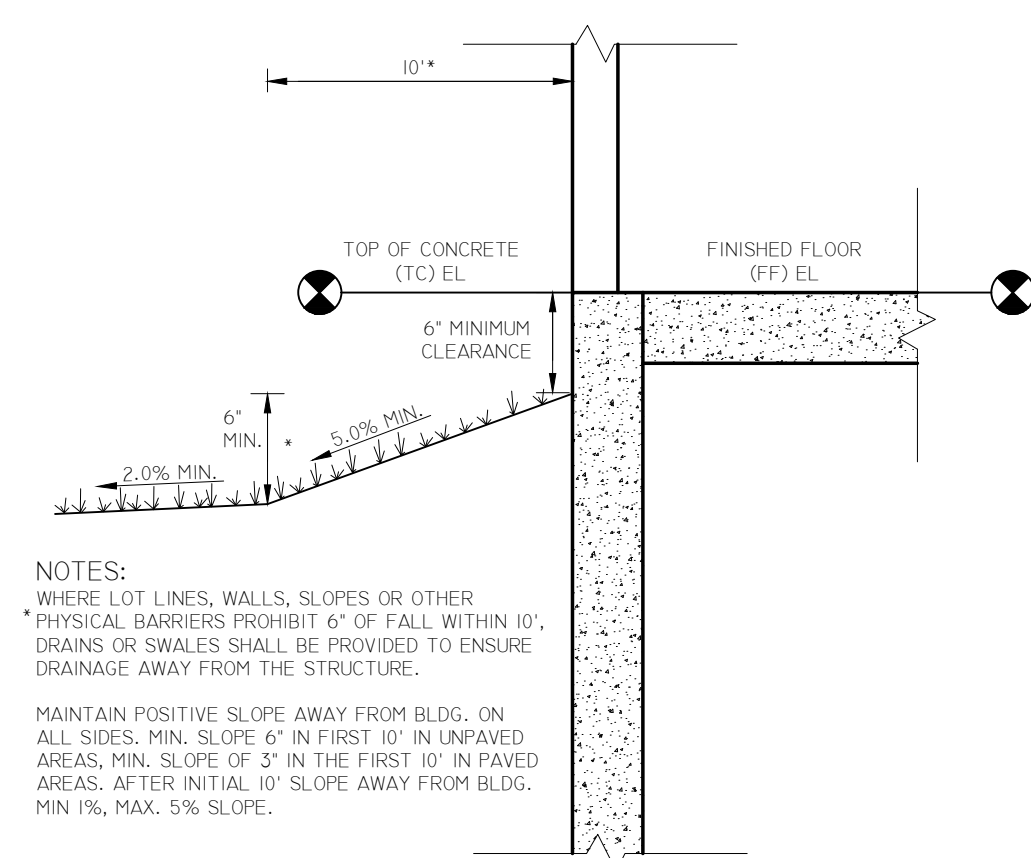 10'*
TOP OF CONCRETE
(TC) EL
FINISHED FLOOR
(FF) EL
6" MINIMUM
CLEARANCE
6"
MIN.
*
5.0% MIN.
2.0% MIN.
NOTES:
WHERE LOT LINES, WALLS, SLOPES OR OTHER
* PHYSICAL BARRIERS PROHIBIT 6" OF FALL WITHIN 10',
DRAINS OR SWALES SHALL BE PROVIDED TO ENSURE
DRAINAGE AWAY FROM THE STRUCTURE.
MAINTAIN POSITIVE SLOPE AWAY FROM BLDG. ON
ALL SIDES. MIN. SLOPE 6" IN FIRST 10' IN UNPAVED
AREAS, MIN. SLOPE OF 3" IN THE FIRST 10' IN PAVED
AREAS. AFTER INITIAL 10' SLOPE AWAY FROM BLDG.
MIN 1%, MAX. 5% SLOPE.